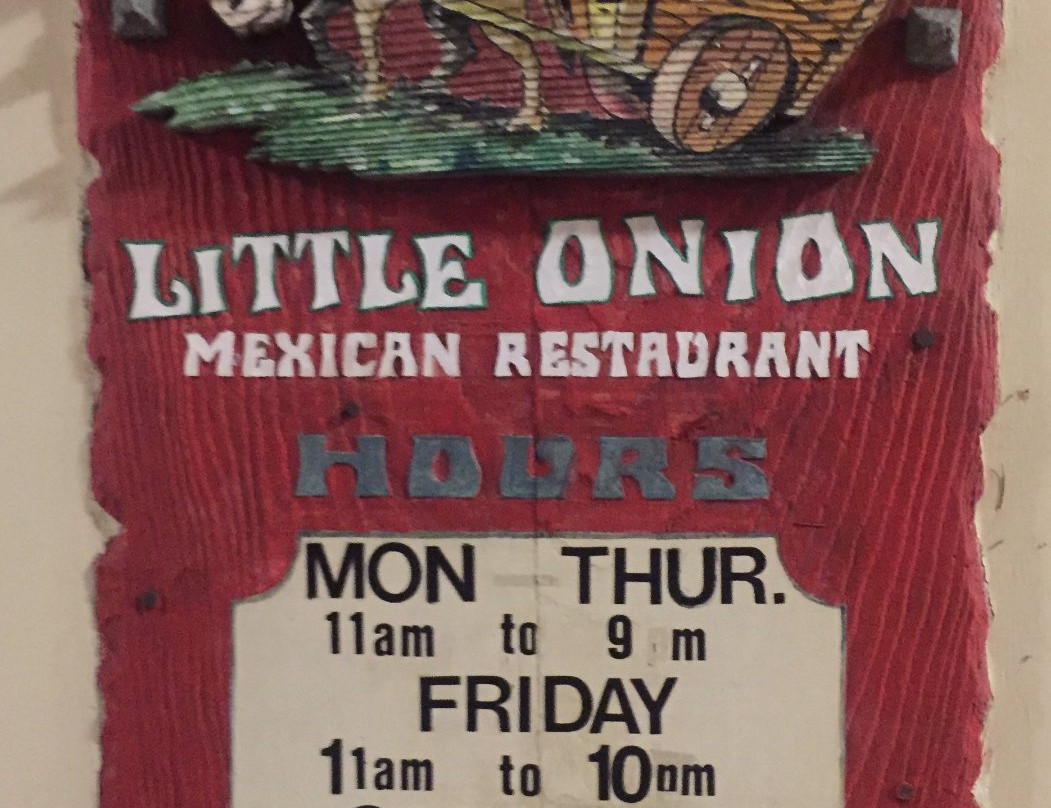 LITTLE ONION
MEXICAN RESTAURANT
HOURS
MON THUR.
11am to 9 m
FRIDAY
11am to 10pm